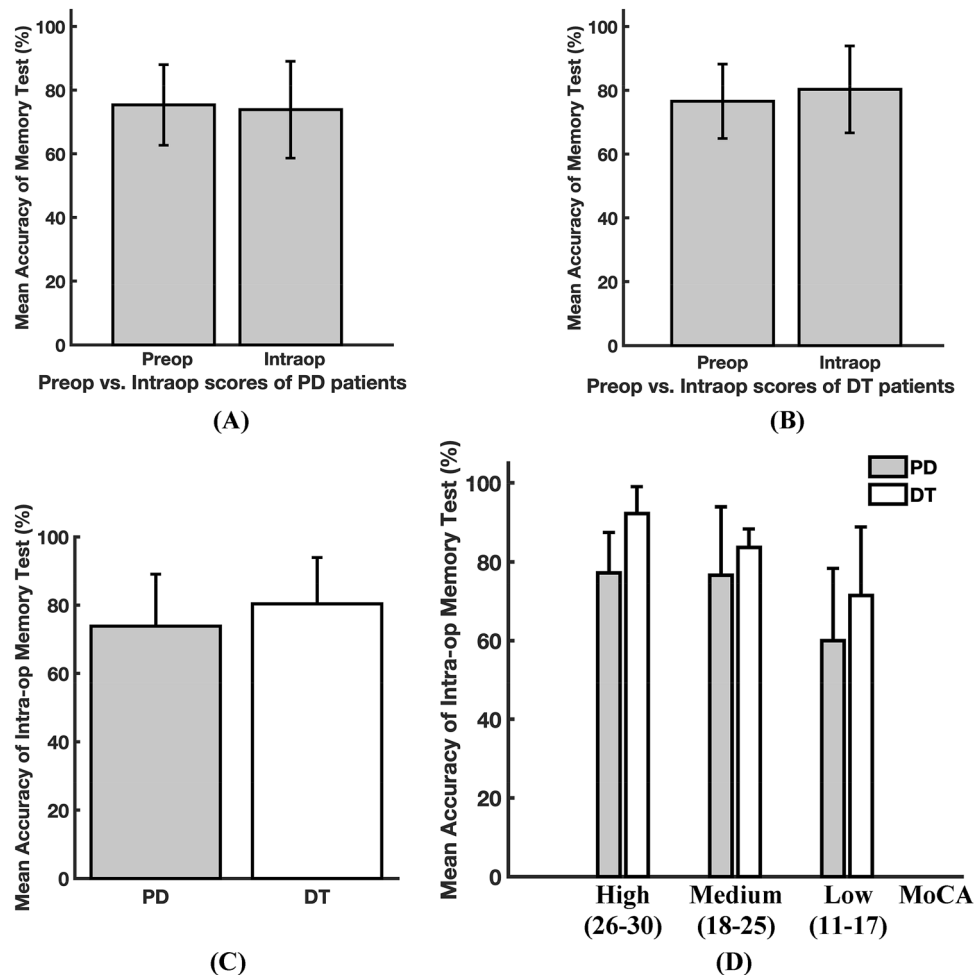 Mean Accuracy of Memory Test (%)
100
80
60
40
20
0
Preop
Intraop
Preop vs. Intraop scores of PD patients
(A)
Mean Accuracy of Memory Test (%)
100
80
60
40
20
0
Preop
Intraop
Preop vs. Intraop scores of DT patients
(B)
Mean Accuracy of Intra-op Memory Test (%)
100
80
60
40
20
0
PD
DT
(C)
Mean Accuracy of Intra-op Memory Test (%)
100
80
60
40
20
0
PD
DT
High Medium Low MoCA
(26-30) (18-25) (11-17)
(D)